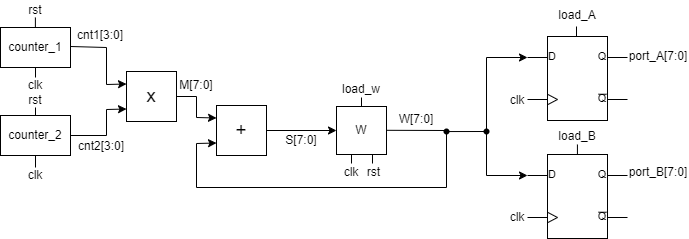 rst
counter_1
cnt1[3:0]
clk
rst
counter_2
cnt2[3:0]
clk
X
M[7:0]
+
S[7:0]
load_w
W
clk rst
W[7:0]
load_A
D Q
port_A[7:0]
clk
Q
load_B
D Q
port_B[7:0]
clk
Q